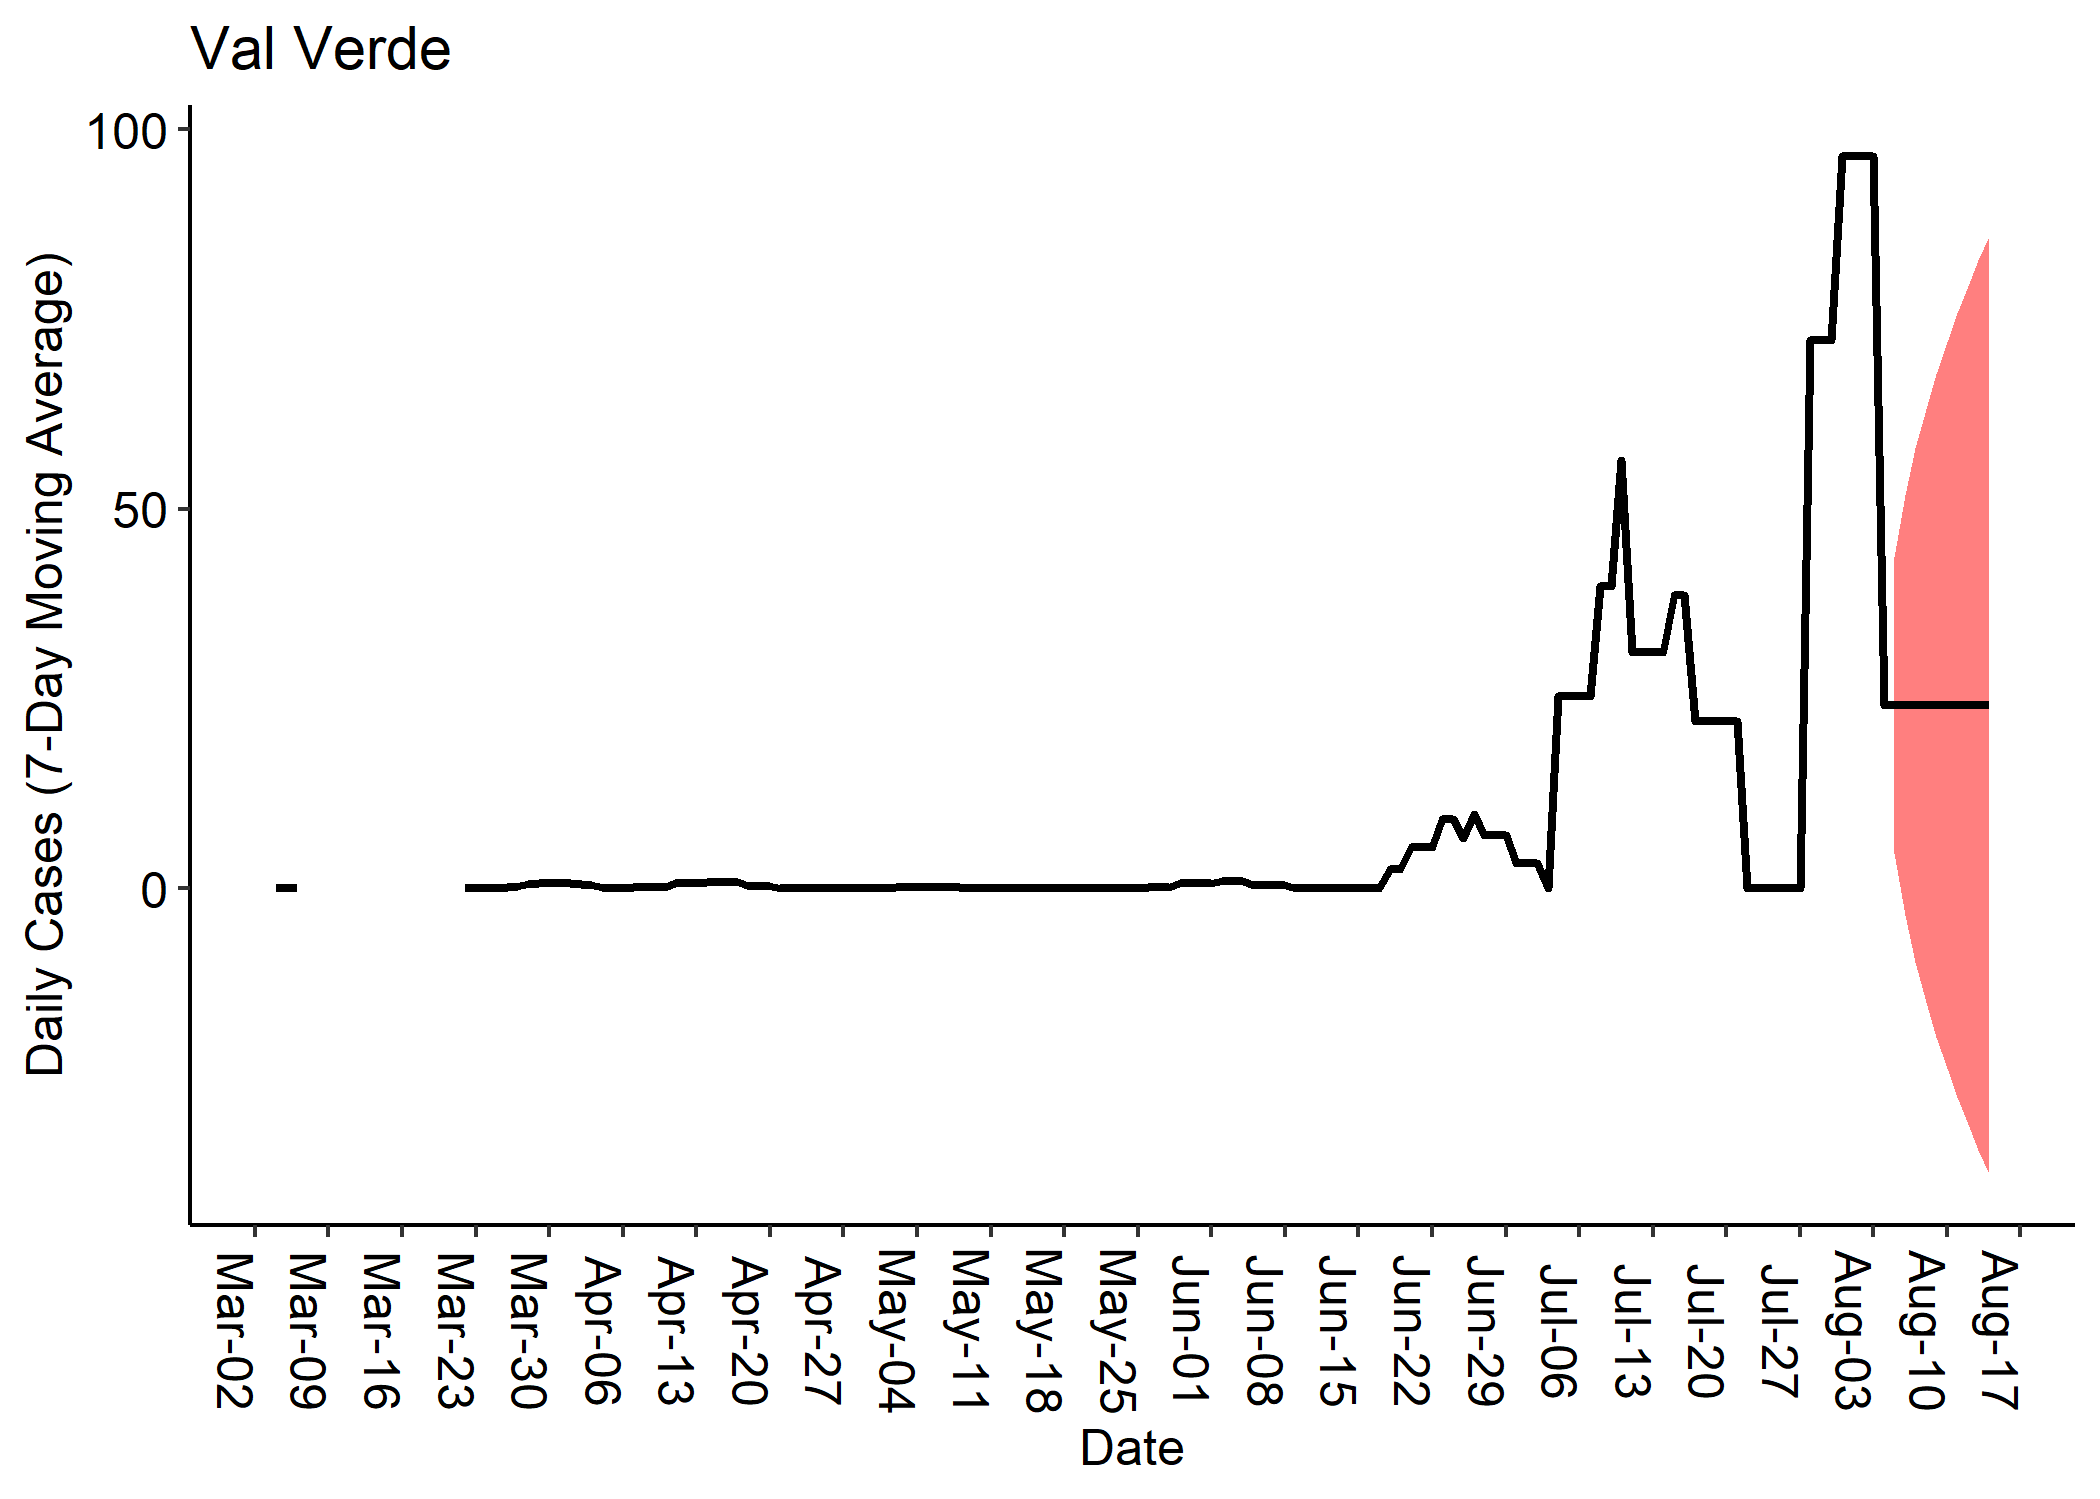 Val Verde
Daily Cases (7-Day Moving Average)
100
50
0
Mar-02
Mar-09
Mar-16
Mar-23
Mar-30
Apr-06
Apr-13
Apr-20
Apr-27
May-04
May-11
May-18
May-25
Jun-01
Jun-08
Jun-15
Jun-22
Jun-29
Jul-06
Jul-13
Jul-20
Jul-27
Aug-03
Aug-10
Aug-17
Date